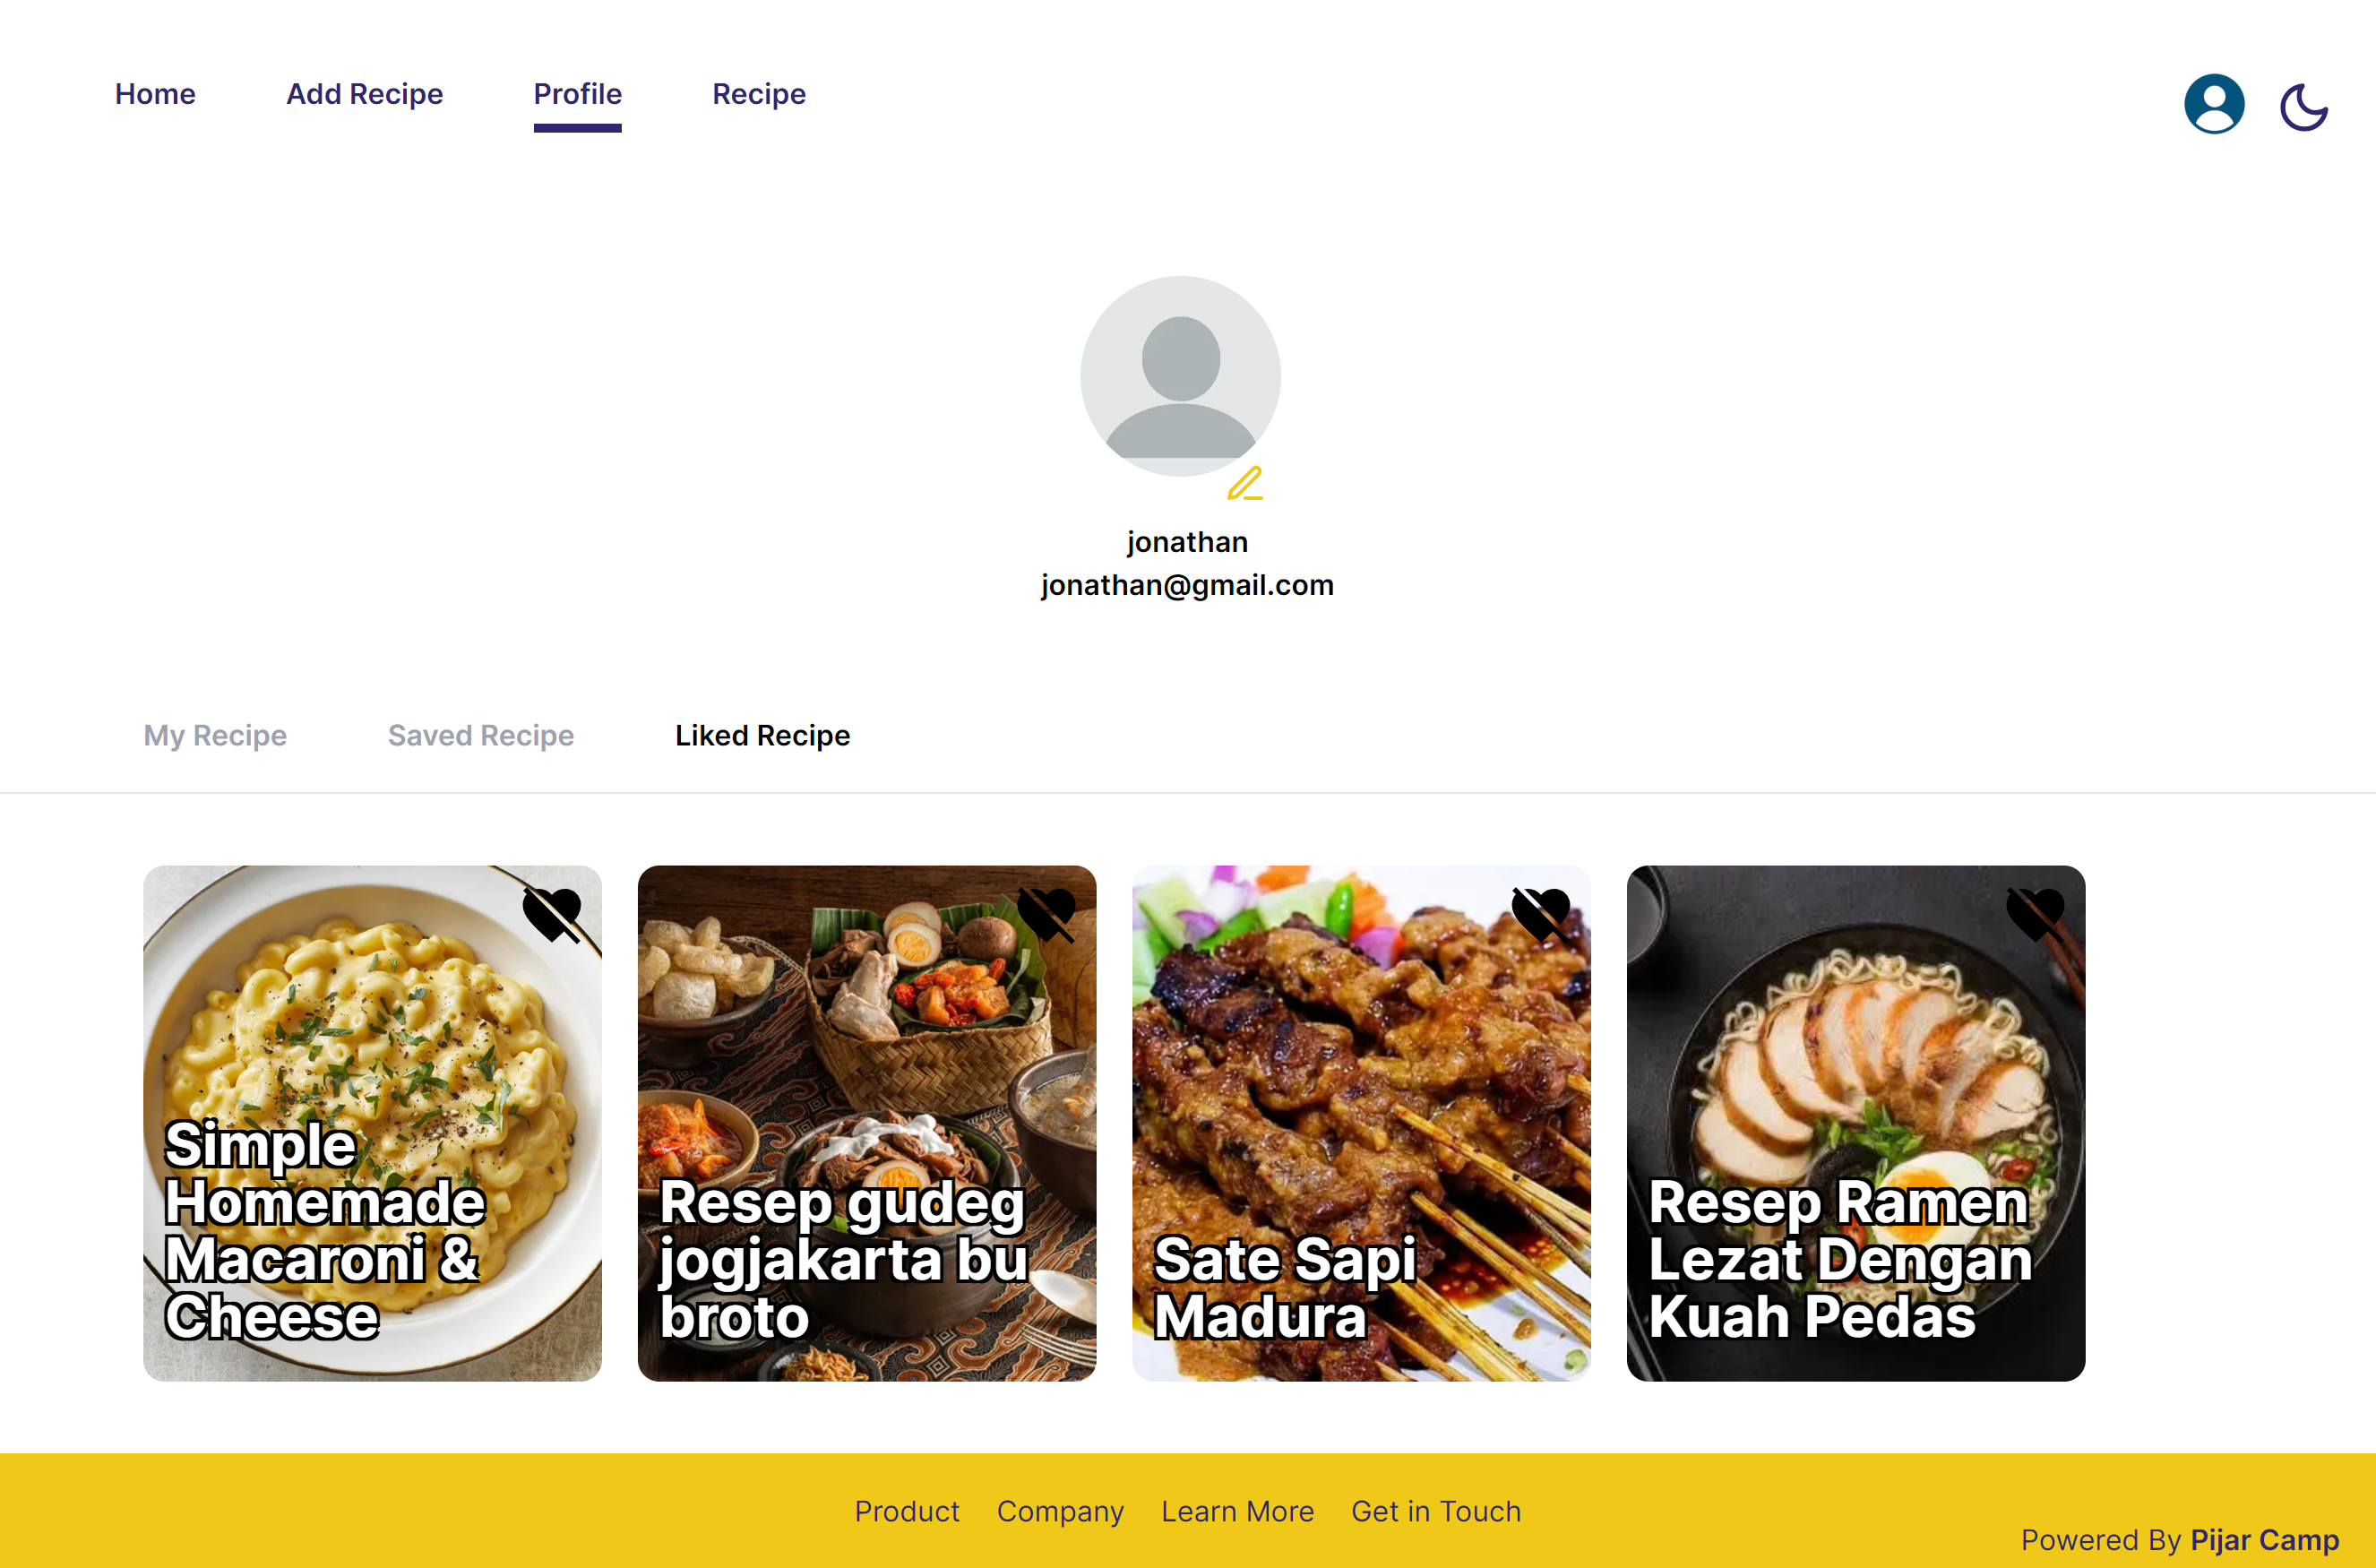 Home Add Recipe Profile Recipe
jonathan
jonathan@gmail.com
My Recipe Saved Recipe Liked Recipe
Simple
Homemade
Macaroni &
Cheese
Resep gudeg
jogjakarta bu
broto
Sate Sapi
Madura
Resep Ramen
Lezat Dengan
Kuah Pedas
Product Company Learn More Get in Touch
Powered By Pijar Camp